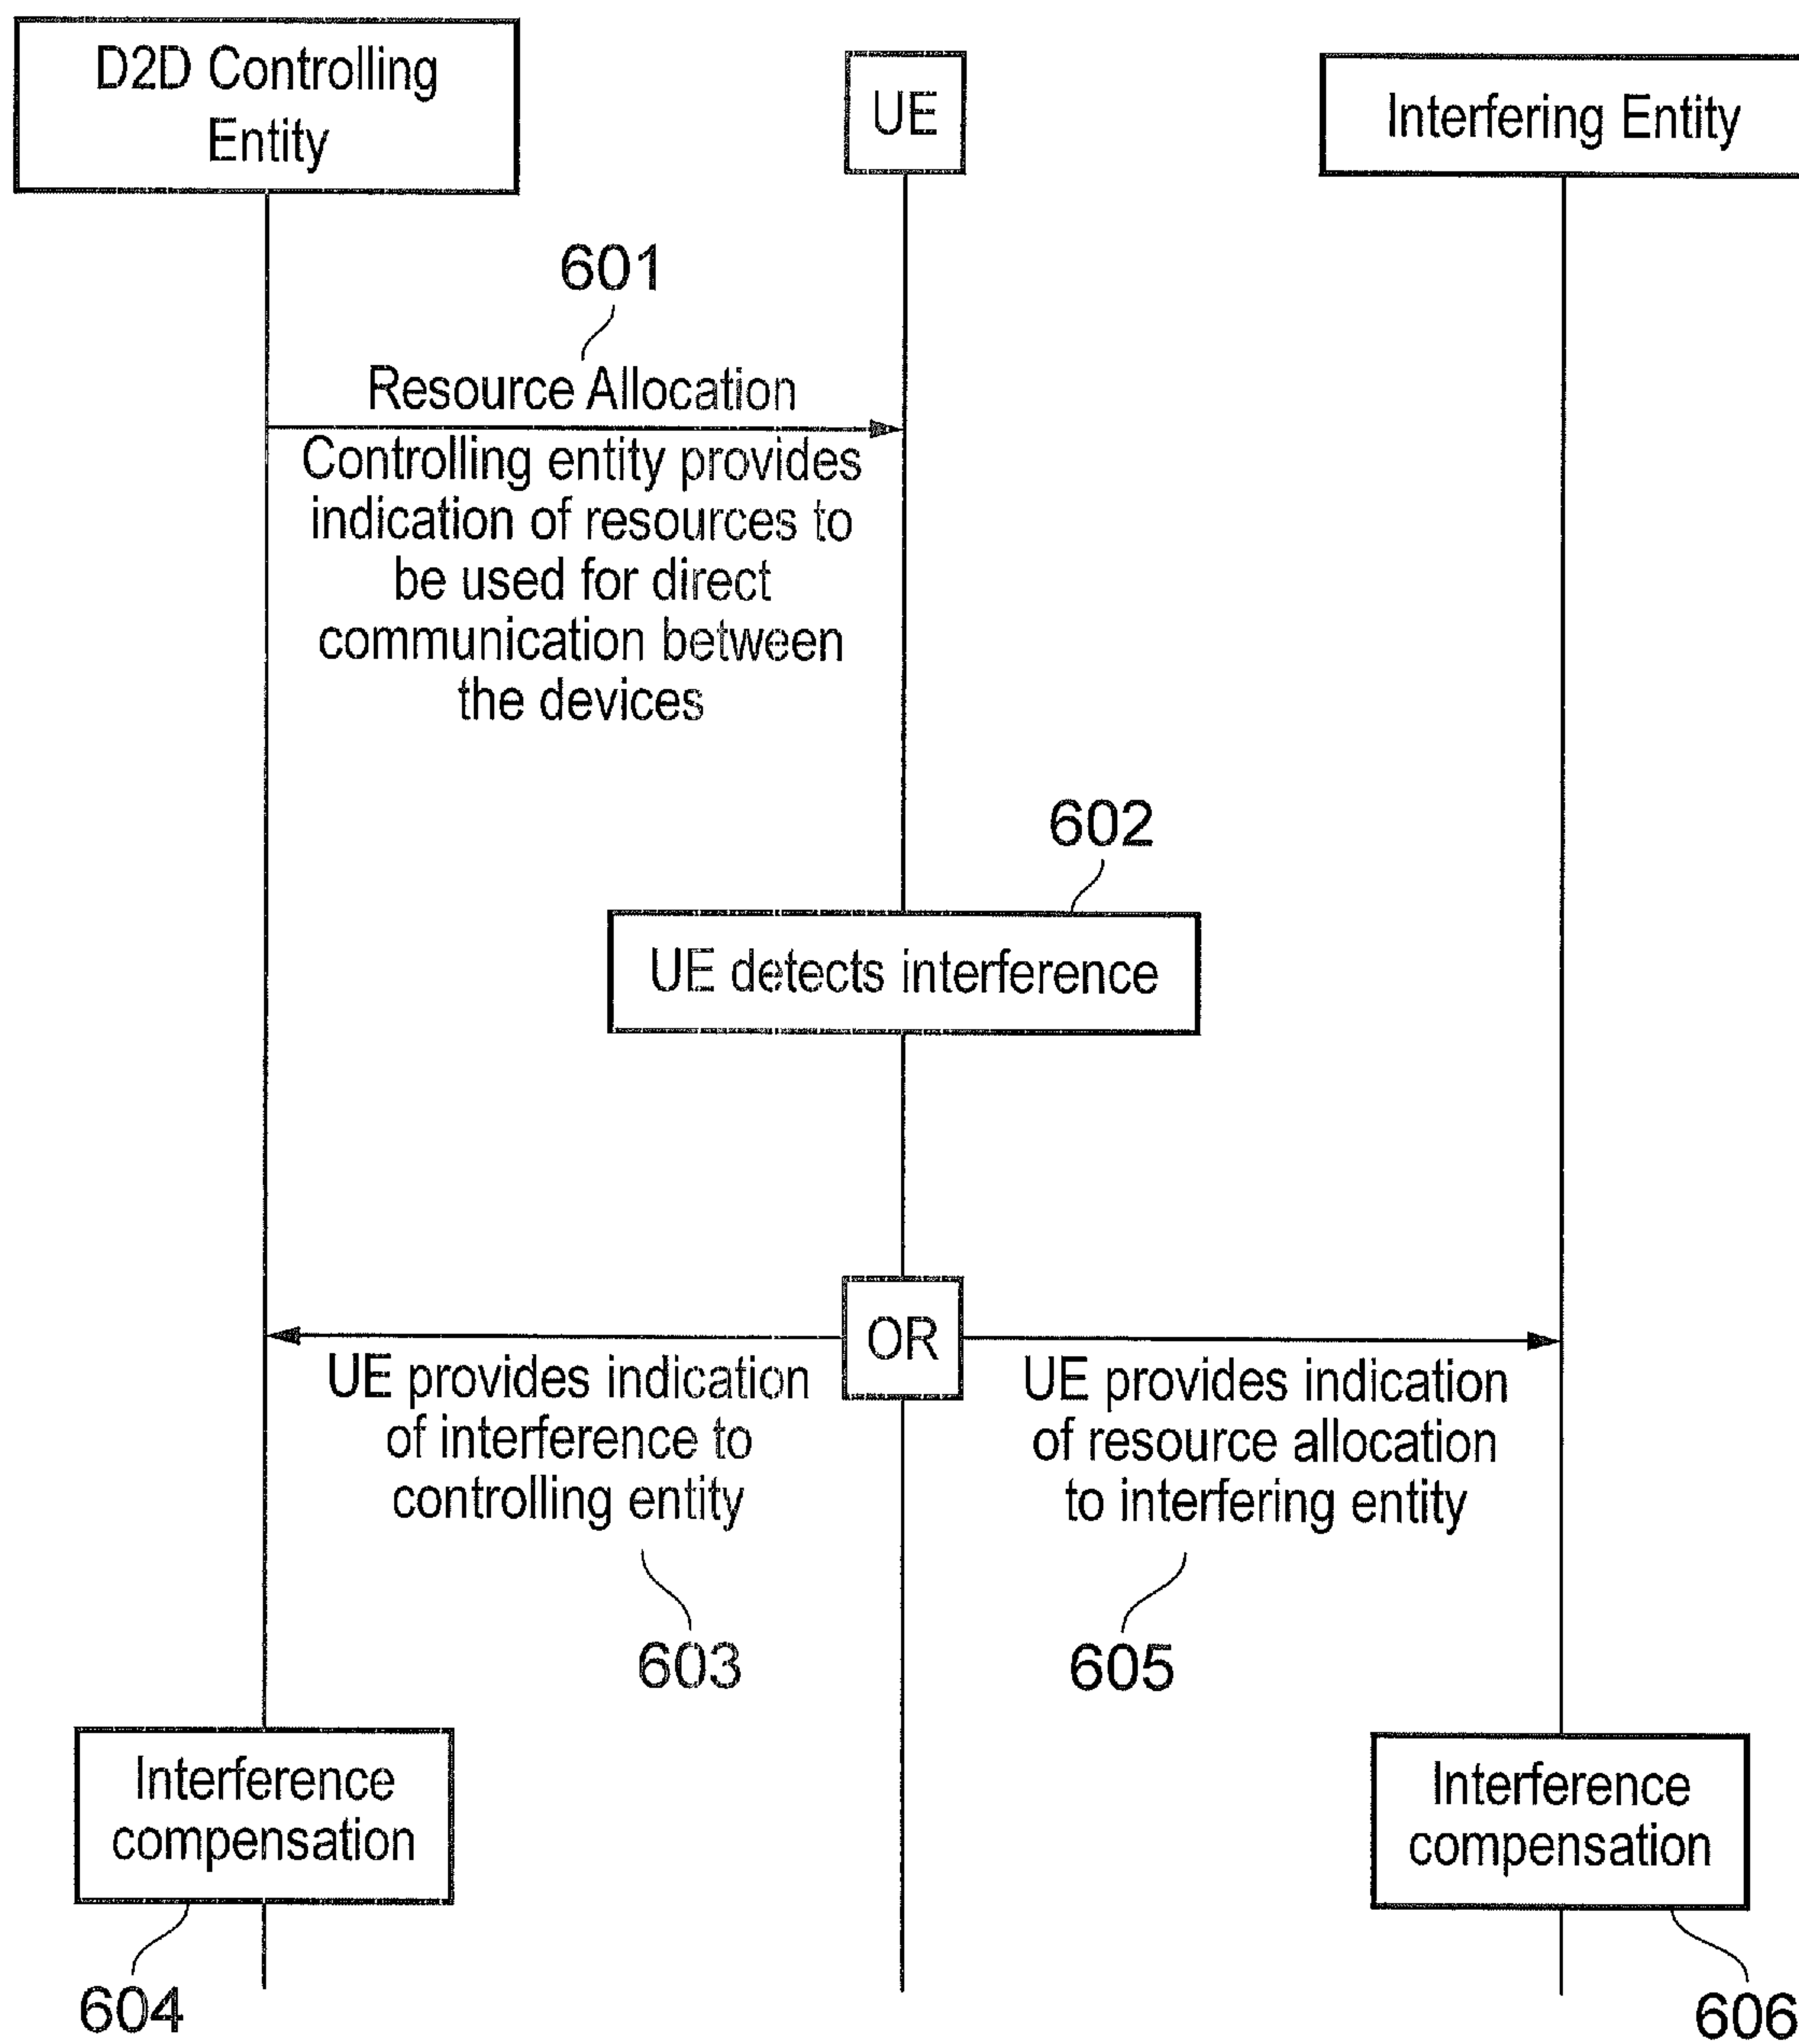 D2D Controlling
Entity
UE
Interfering Entity
601
Resource Allocation
Controlling entity provides
indication of resources to
be used for direct
communication between
the devices
602
UE detects interference
OR
UE provides indication
of interference to
controlling entity
603
UE provides indication
of resource allocation
to interfering entity
605
Interference
compensation
604
Interference
compensation
606